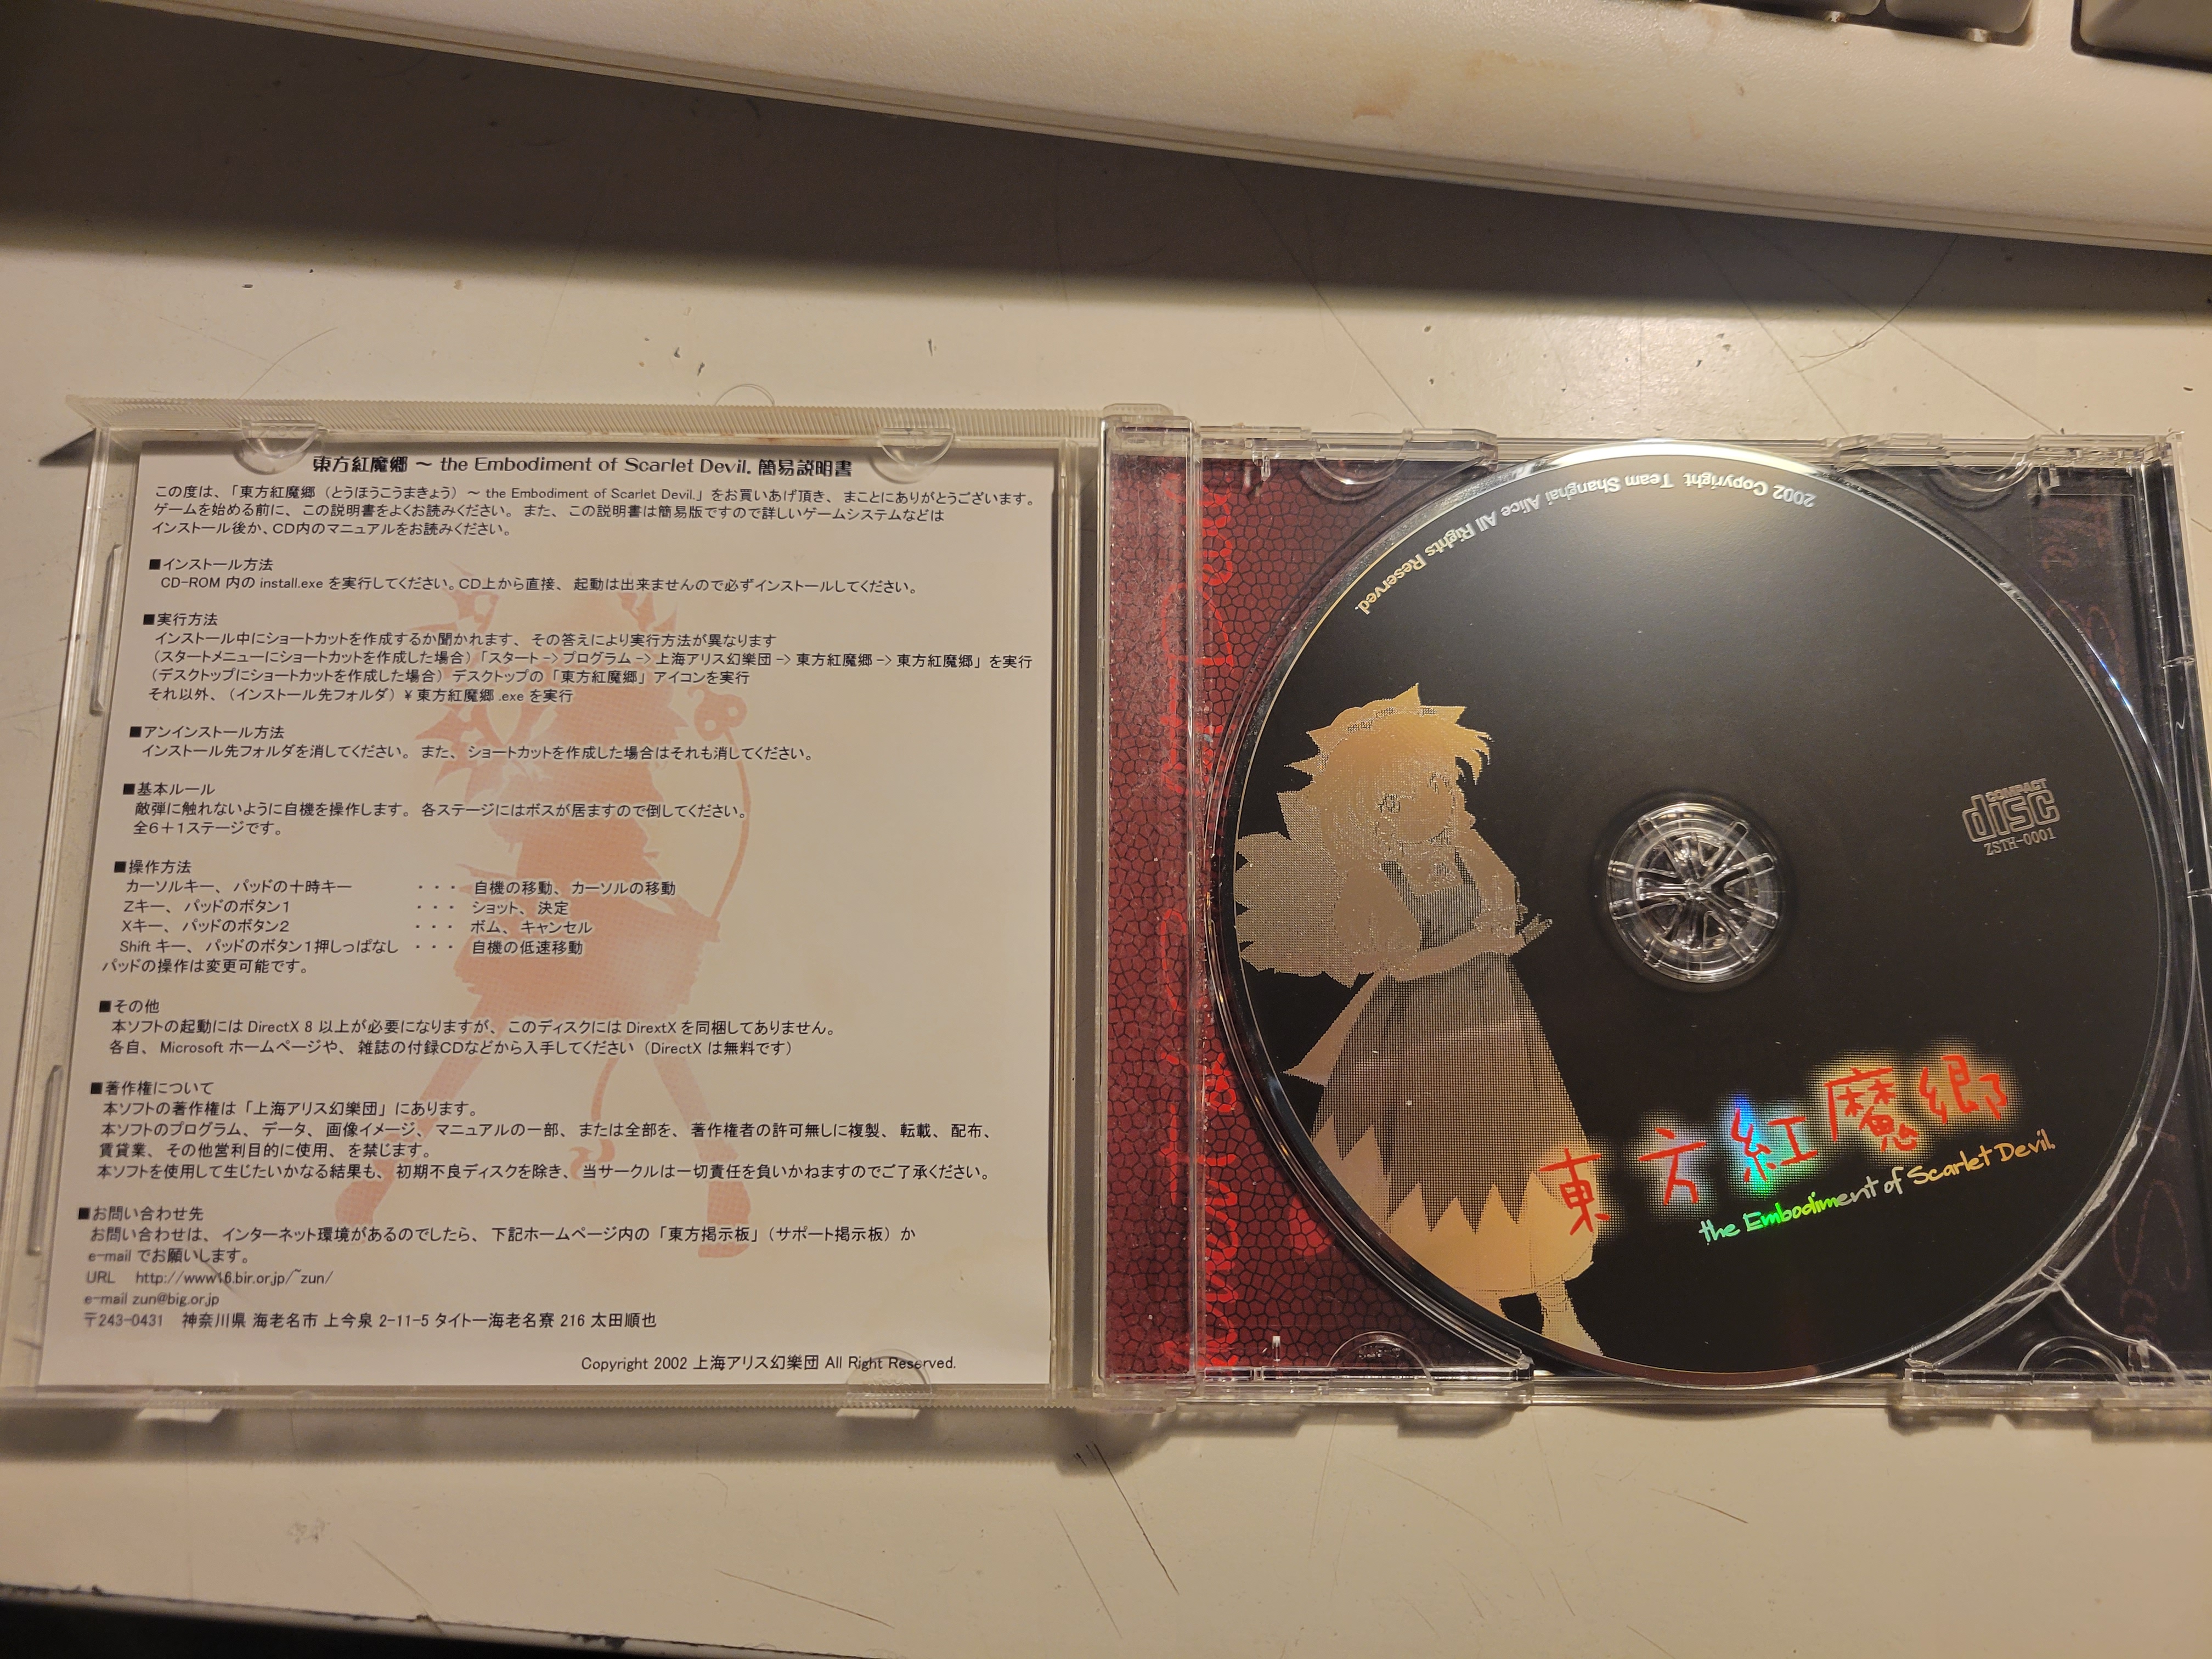 東方紅魔郷 ～ the Embodiment of Scarlet Devil. 簡易説明書
この度は、「東方紅魔郷（とうほうこうまきょう）～ the Embodiment of Scarlet Devil.」をお買いあげ頂き、まことにありがとうございます。
ゲームを始める前に、この説明書をよくお読みください。また、この説明書は簡易版ですので詳しいゲームシステムなどは
インストール後か、CD内のマニュアルをお読みください。
■インストール方法
CD-ROM 内の install.exe を実行してください。CD上から直接、起動は出来ませんので必ずインストールしてください。
■実行方法
インストール中にショートカットを作成するか聞かれます、その答えにより実行方法が異なります
（スタートメニューにショートカットを作成した場合）「スタート -> プログラム -> 上海アリス幻樂団 -> 東方紅魔郷 -> 東方紅魔郷」を実行
（デスクトップにショートカットを作成した場合）デスクトップの「東方紅魔郷」アイコンを実行
それ以外、（インストール先フォルダ）￥東方紅魔郷.exe を実行
■アンインストール方法
インストール先フォルダを消してください。また、ショートカットを作成した場合はそれも消してください。
■基本ルール
敵弾に触れないように自機を操作します。各ステージにはボスが居ますので倒してください。
全６＋１ステージです。
■操作方法
カーソルキー、パッドの十時キー ・・・ 自機の移動、カーソルの移動
Zキー、パッドのボタン１ ・・・ ショット、決定
Xキー、パッドのボタン２ ・・・ ボム、キャンセル
Shift キー、パッドのボタン１押しっぱなし ・・・ 自機の低速移動
パッドの操作は変更可能です。
■その他
本ソフトの起動には DirectX 8 以上が必要になりますが、このディスクには DirextX を同梱してありません。
各自、Microsoft ホームページや、雑誌の付録CDなどから入手してください（DirectX は無料です）
■著作権について
本ソフトの著作権は「上海アリス幻樂団」にあります。
本ソフトのプログラム、データ、画像イメージ、マニュアルの一部、または全部を、著作権者の許可無しに複製、転載、配布、
賃貸業、その他営利目的に使用、を禁じます。
本ソフトを使用して生じたいかなる結果も、初期不良ディスクを除き、当サークルは一切責任を負いかねますのでご了承ください。
■お問い合わせ先
お問い合わせは、インターネット環境があるのでしたら、下記ホームページ内の「東方掲示板」（サポート掲示板）か
e-mail でお願いします。
URL http://www16.bir.or.jp/~zun/
e-mail zun@big.or.jp
〒243-0431 神奈川県 海老名市 上今泉 2-11-5 タイトー海老名寮 216 太田順也
Copyright 2002 上海アリス幻樂団 All Right Reserved.
2002 Copyright Team Shanghai Alice All Rights Reserved.
COMPACT
disc
ZSTH-0001
東方紅魔郷
the Embodiment of Scarlet Devil.